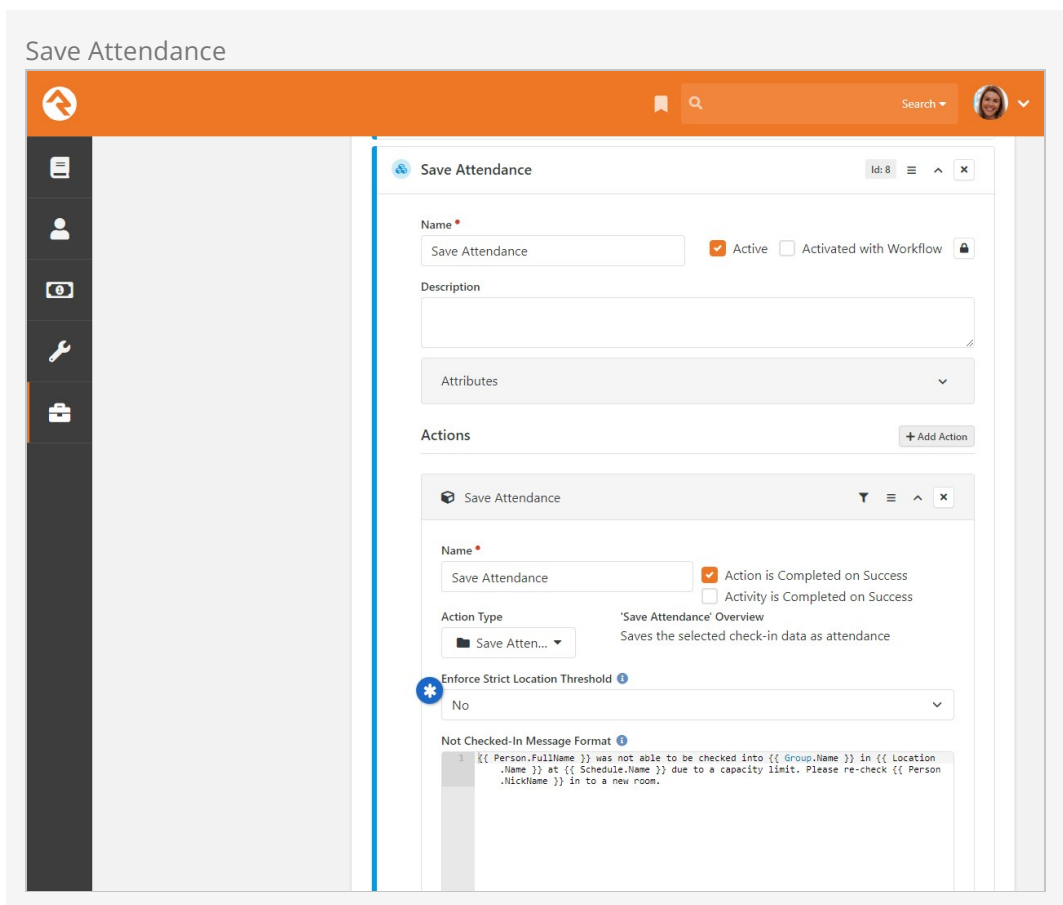 Save Attendance
Search
Save Attendance
Id: 8
Name
Save Attendance
Active
Activated with Workflow
Description
Attributes
Actions
+ Add Action
Save Attendance
Name
Save Attendance
Action is Completed on Success
Activity is Completed on Success
Action Type
'Save Attendance' Overview
Save Atten...
Saves the selected check-in data as attendance
Enforce Strict Location Threshold
No
Not Checked-In Message Format
1 {{ Person.FullName }} was not able to be checked into {{ Group.Name }} in {{ Location
.Name }} at {{ Schedule.Name }} due to a capacity limit. Please re-check {{ Person
.NickName }} in to a new room.